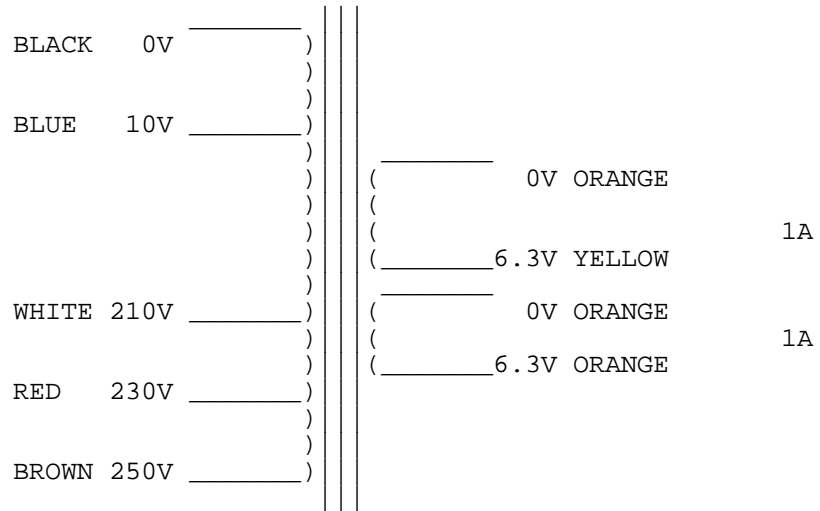 BLACK 0V
BLUE 10V
0V ORANGE
1A
6.3V YELLOW
WHITE 210V 0V ORANGE
1A
6.3V ORANGE
RED 230V
BROWN 250V